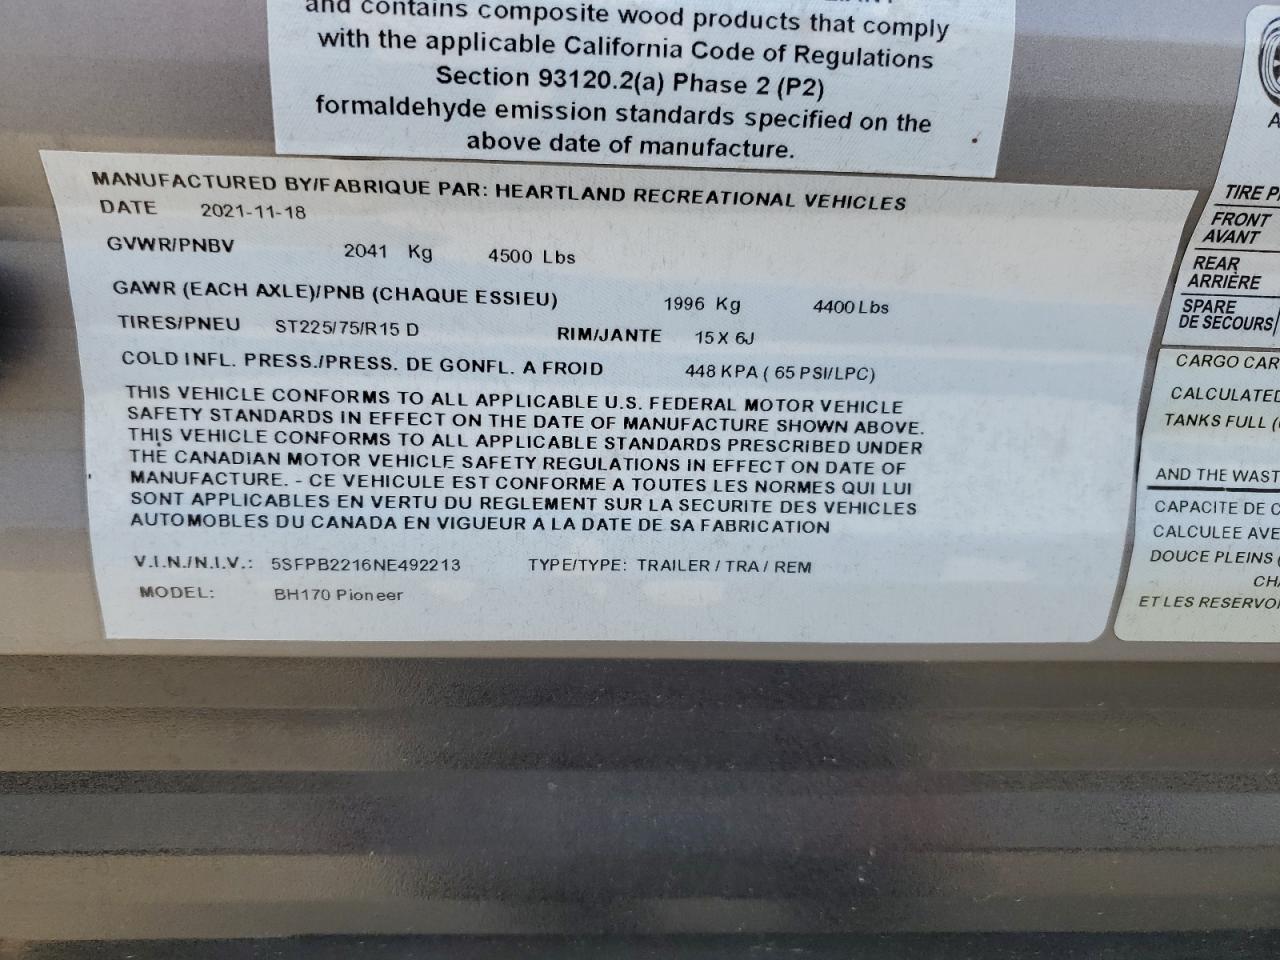 and contains composite wood products that comply
with the applicable California Code of Regulations
Section 93120.2(a) Phase 2 (P2)
formaldehyde emission standards specified on the
above date of manufacture.
MANUFACTURED BY/FABRIQUE PAR: HEARTLAND RECREATIONAL VEHICLES
DATE 2021-11-18
GVWR/PNBV 2041 Kg 4500 Lbs
GAWR (EACH AXLE)/PNB (CHAQUE ESSIEU) 1996 Kg 4400 Lbs
TIRES/PNEU ST225/75/R15 D RIM/JANTE 15 X 6J
COLD INFL. PRESS./PRESS. DE GONFL. A FROID 448 KPA ( 65 PSI/LPC)
THIS VEHICLE CONFORMS TO ALL APPLICABLE U.S. FEDERAL MOTOR VEHICLE
SAFETY STANDARDS IN EFFECT ON THE DATE OF MANUFACTURE SHOWN ABOVE.
THIS VEHICLE CONFORMS TO ALL APPLICABLE STANDARDS PRESCRIBED UNDER
THE CANADIAN MOTOR VEHICLE SAFETY REGULATIONS IN EFFECT ON DATE OF
MANUFACTURE. - CE VEHICULE EST CONFORME A TOUTES LES NORMES QUI LUI
SONT APPLICABLES EN VERTU DU REGLEMENT SUR LA SECURITE DES VEHICLES
AUTOMOBLES DU CANADA EN VIGUEUR A LA DATE DE SA FABRICATION
V.I.N./N.I.V.: 5SFPB2216NE492213 TYPE/TYPE: TRAILER / TRA / REM
MODEL: BH170 Pioneer
TIRE
FRONT
AVANT
REAR
ARRIÈRE
SPARE
DE SECOURS
CARGO CAR
CALCULATED
TANKS FULL (
AND THE WAST
CAPACITE DE C
CALCULEE AVE
DOUCE PLEINS (
CHA
ET LES RESERVO